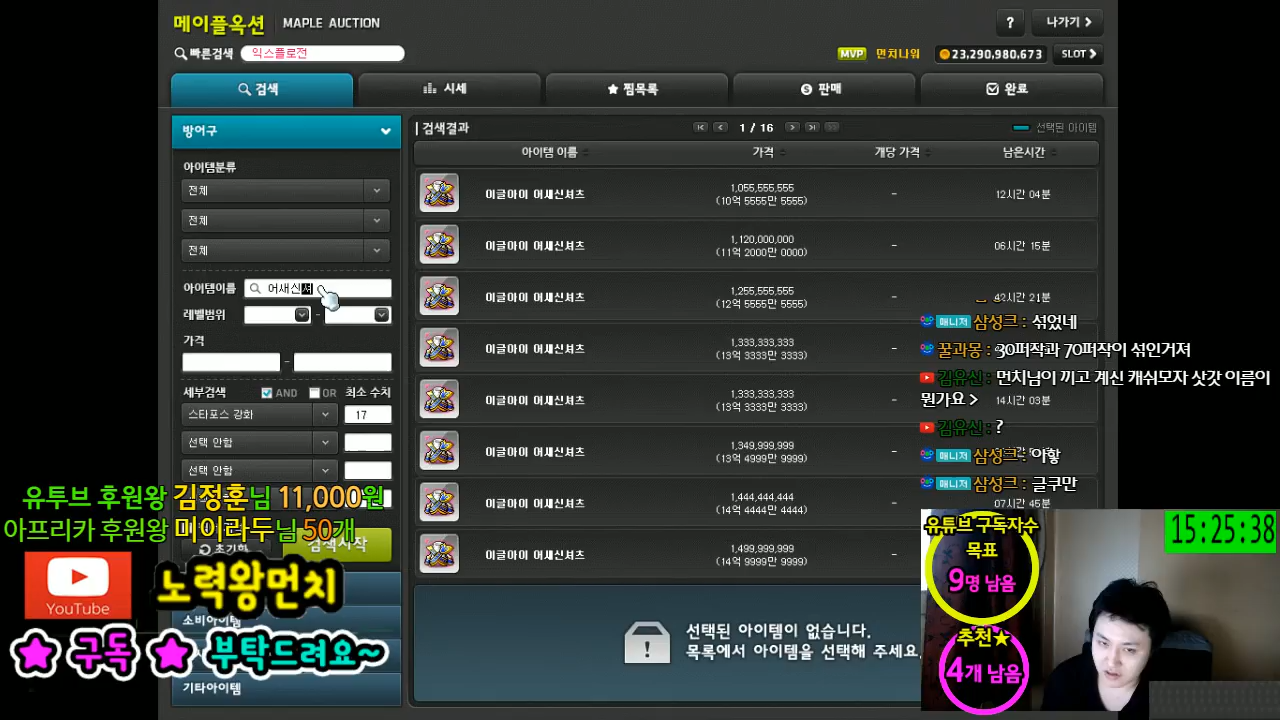 메이플옥션 MAPLE AUCTION
? 나가기
빠른검색 익스플로전
MVP 먼치나워 23,290,980,673 SLOT
검색 시세 찜목록 판매 완료
방어구
아이템분류
전체
전체
전체
아이템이름 어새신셔
레벨범위 -
가격
-
세부검색 AND OR 최소 수치
스타포스 강화 17
선택 안함
선택 안함
초기화 검색시작
소비아이템
기타아이템
검색결과 1 / 16 선택된 아이템
아이템 이름 가격 개당 가격 남은시간
이글아이 어새신셔츠 1,055,555,555 (10억 5555만 5555) - 12시간 04분
이글아이 어새신셔츠 1,120,000,000 (11억 2000만 0000) - 06시간 15분
이글아이 어새신셔츠 1,255,555,555 (12억 5555만 5555) - 42시간 21분
이글아이 어새신셔츠 1,333,333,333 (13억 3333만 3333) -
이글아이 어새신셔츠 1,333,333,333 (13억 3333만 3333) - 14시간 03분
이글아이 어새신셔츠 1,349,999,999 (13억 4999만 9999) -
이글아이 어새신셔츠 1,444,444,444 (14억 4444만 4444) - 07시간 45분
이글아이 어새신셔츠 1,499,999,999 (14억 9999만 9999) -
선택된 아이템이 없습니다.
목록에서 아이템을 선택해 주세요.
매니저 삼성크 : 섞었네
꿀과몽 : 30퍼작과 70퍼작이 섞인거져
김유신 : 먼치님이 끼고 계신 캐쉬모자 삿갓 이름이
뭔가요 >
김유신 : ?
매니저 삼성크 : 아핳
매니저 삼성크 : 글쿠만
유투브 후원왕 김정훈님 11,000원
아프리카 후원왕 미이라두님 50개
YouTube
노력왕먼치
구독 부탁드려요~
유튜브 구독자수
목표
9명 남음
추천★
4개 남음
15:25:38